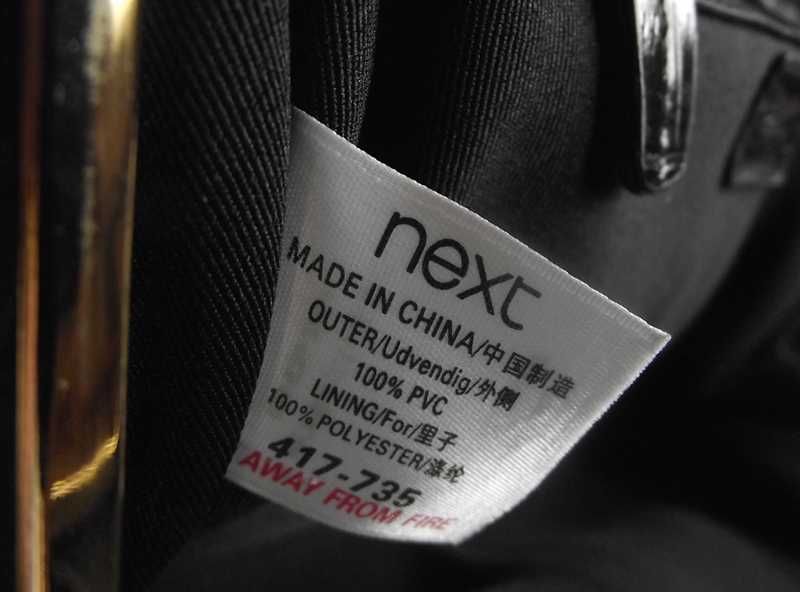 next
MADE IN CHINA/中国制造
OUTER/Udvendig/外侧
100% PVC
LINING/For/里子
100% POLYESTER/涤纶
417-735
AWAY FROM FIRE